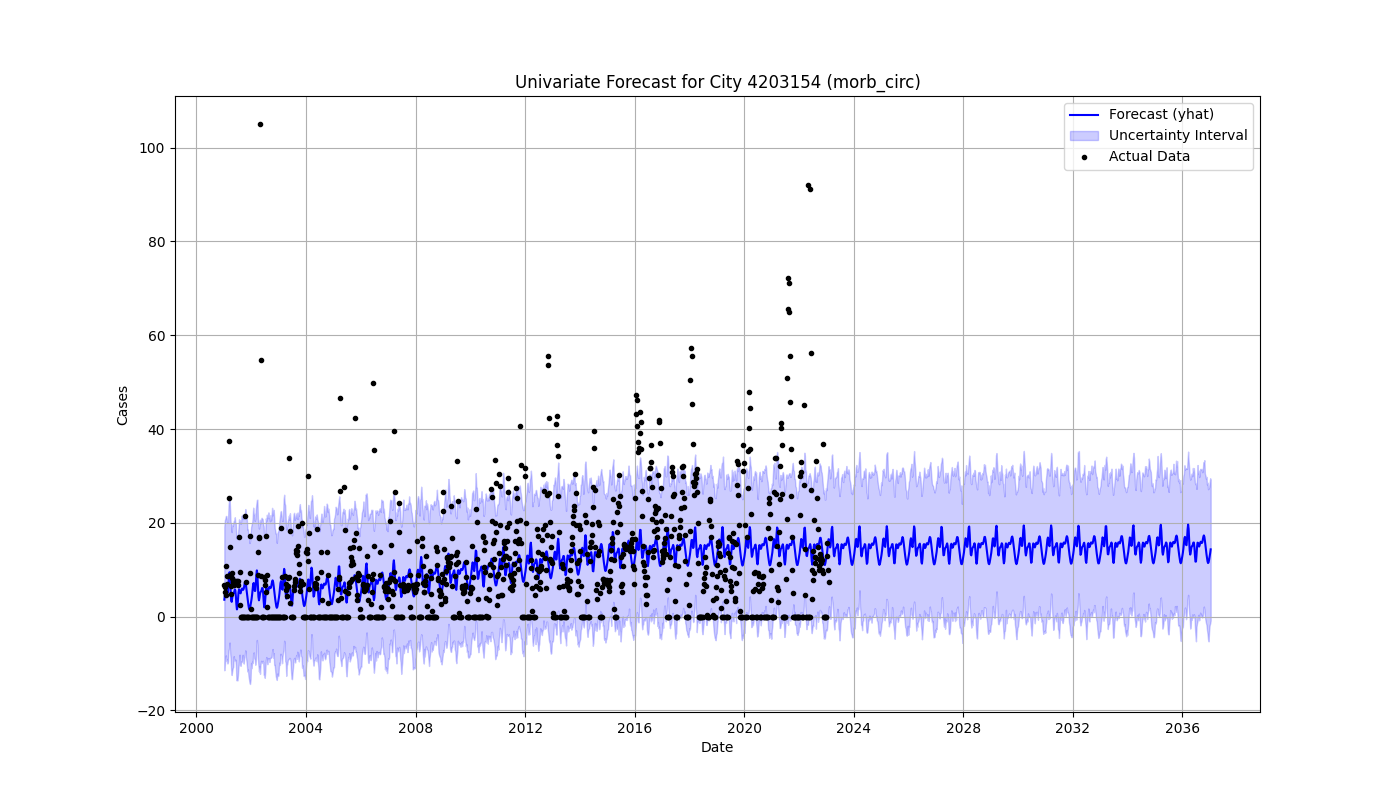 Univariate Forecast for City 4203154 (morb_circ)
Forecast (yhat)
Uncertainty Interval
Actual Data
100
80
60
40
20
0
−20
Cases
2000 2004 2008 2012 2016 2020 2024 2028 2032 2036
Date